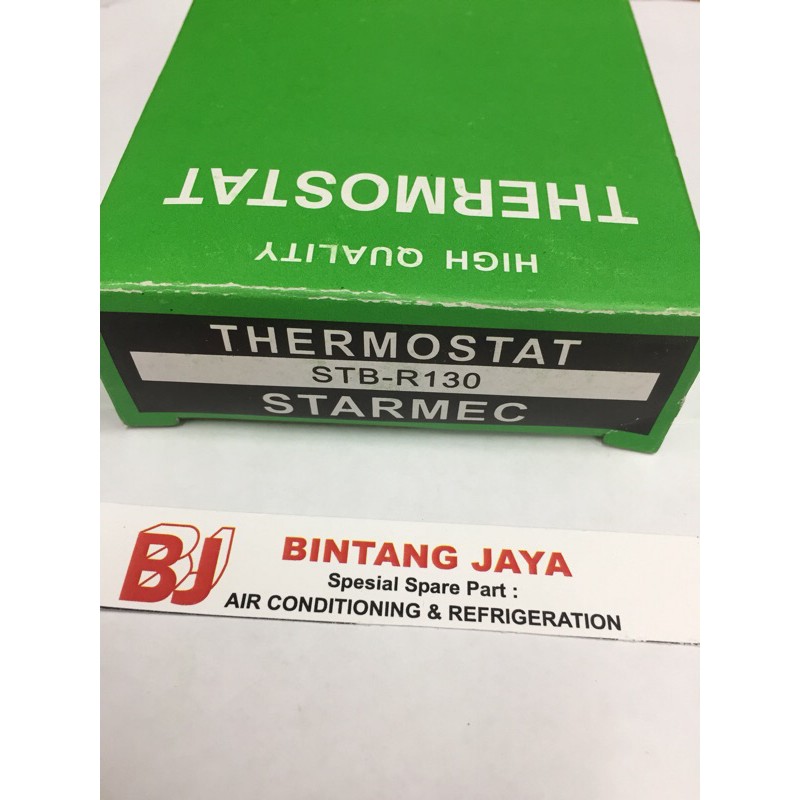 THERMOSTAT
HIGH QUALITY
THERMOSTAT
STB-R130
STARMEC
BJ BINTANG JAYA
Spesial Spare Part :
AIR CONDITIONING & REFRIGERATION